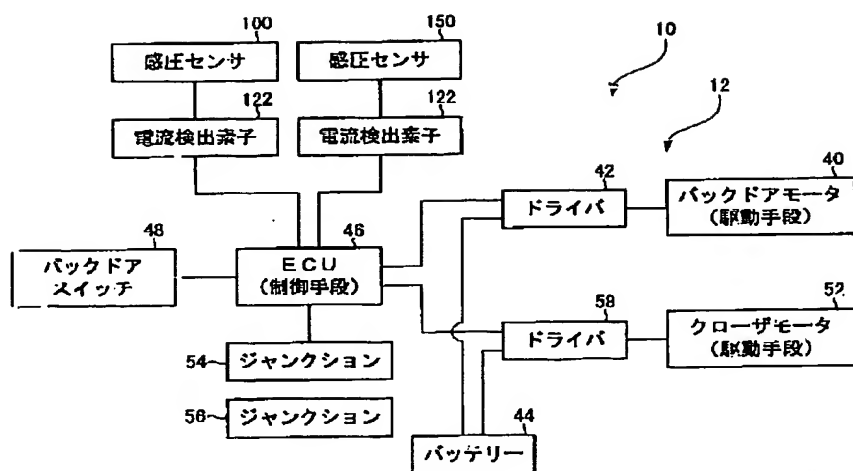 100
150
10
感圧センサ
感圧センサ
12
122
122
電流検出素子
電流検出素子
42
40
ドライバ
バックドアモータ
(駆動手段)
48
46
バックドア
スイッチ
ECU
(制御手段)
58
52
ドライバ
クローザモータ
(駆動手段)
54
ジャンクション
56
ジャンクション
44
バッテリー